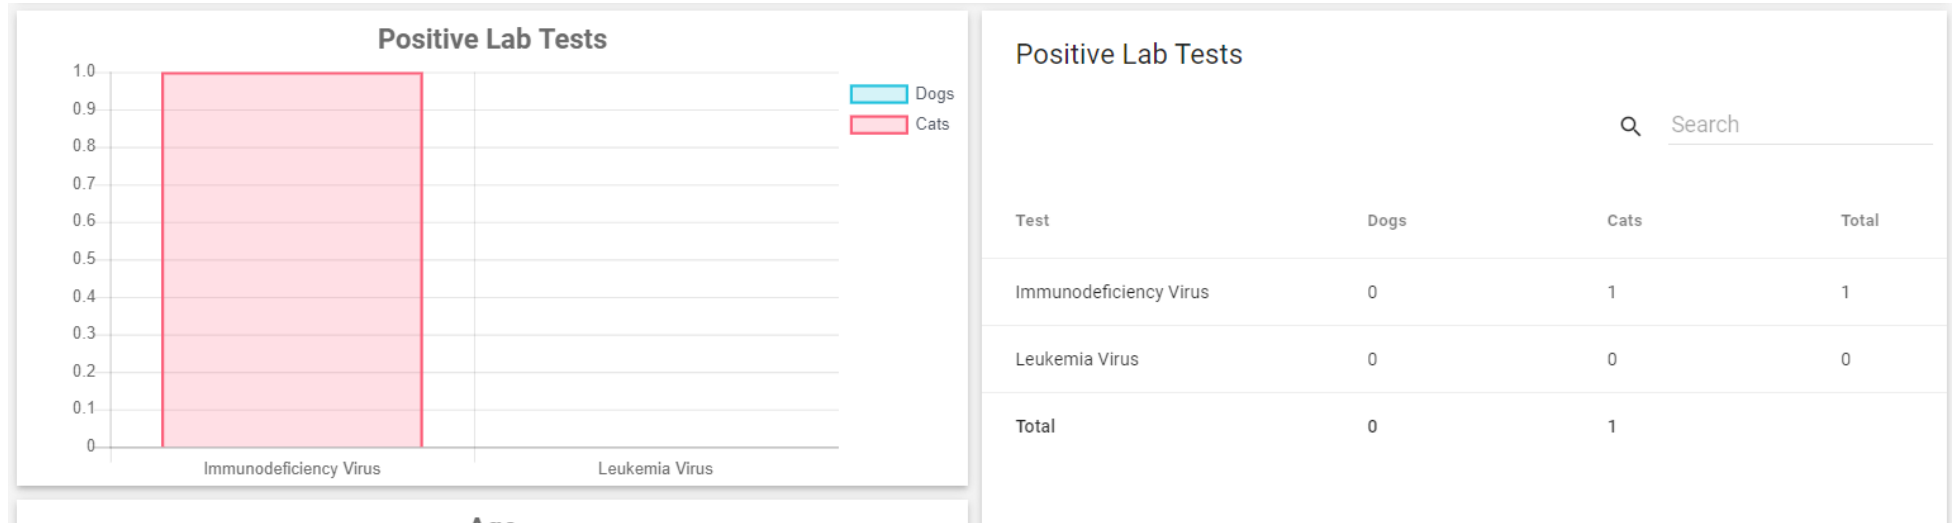 Positive Lab Tests
1.0
0.9
0.8
0.7
0.6
0.5
0.4
0.3
0.2
0.1
0
Immunodeficiency Virus Leukemia Virus
Dogs
Cats
Positive Lab Tests
Search
Test Dogs Cats Total
Immunodeficiency Virus 0 1 1
Leukemia Virus 0 0 0
Total 0 1